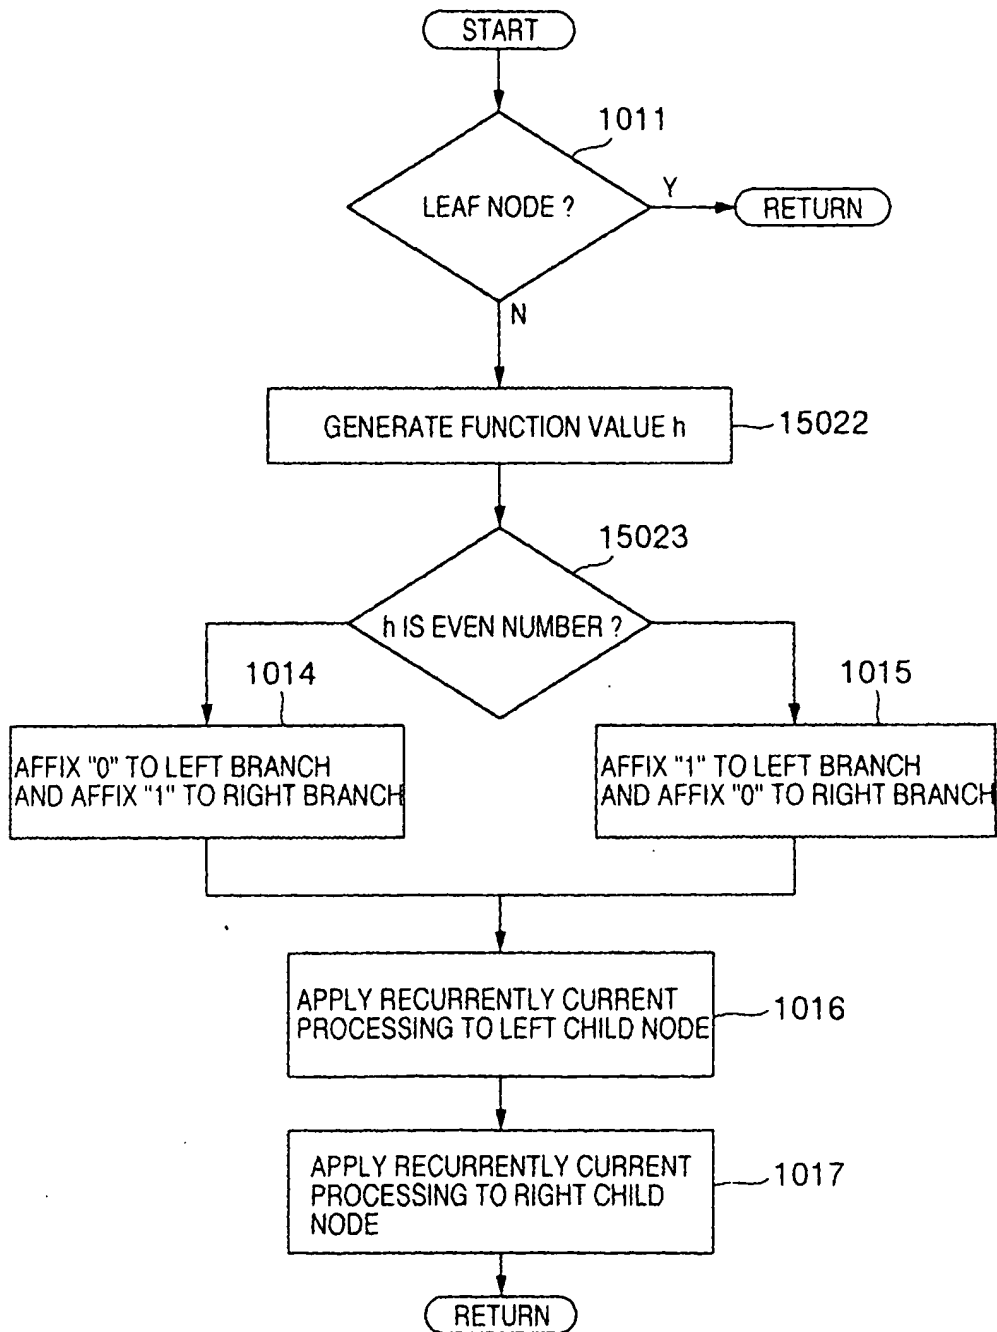 START
1011
LEAF NODE ?
Y
RETURN
N
GENERATE FUNCTION VALUE h
15022
15023
h IS EVEN NUMBER ?
1014
1015
AFFIX "0" TO LEFT BRANCH
AND AFFIX "1" TO RIGHT BRANCH
AFFIX "1" TO LEFT BRANCH
AND AFFIX "0" TO RIGHT BRANCH
APPLY RECURRENTLY CURRENT
PROCESSING TO LEFT CHILD NODE
1016
APPLY RECURRENTLY CURRENT
PROCESSING TO RIGHT CHILD
NODE
1017
RETURN